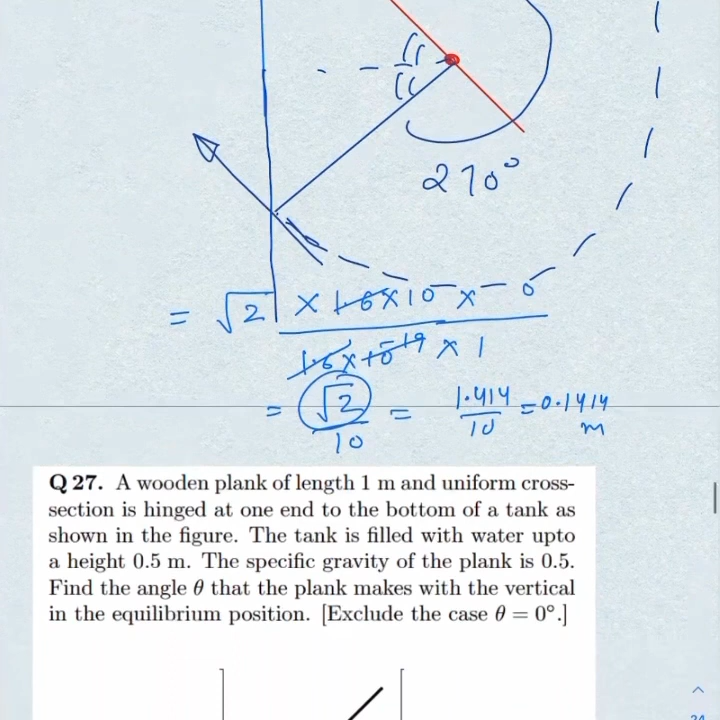 270°
= √2 × 1.6×10
1.6×10⁻¹⁹ × 1
= √2/10 = 1.414/10 = 0.1414 m
Q 27. A wooden plank of length 1 m and uniform cross-
section is hinged at one end to the bottom of a tank as
shown in the figure. The tank is filled with water upto
a height 0.5 m. The specific gravity of the plank is 0.5.
Find the angle θ that the plank makes with the vertical
in the equilibrium position. [Exclude the case θ = 0°.]